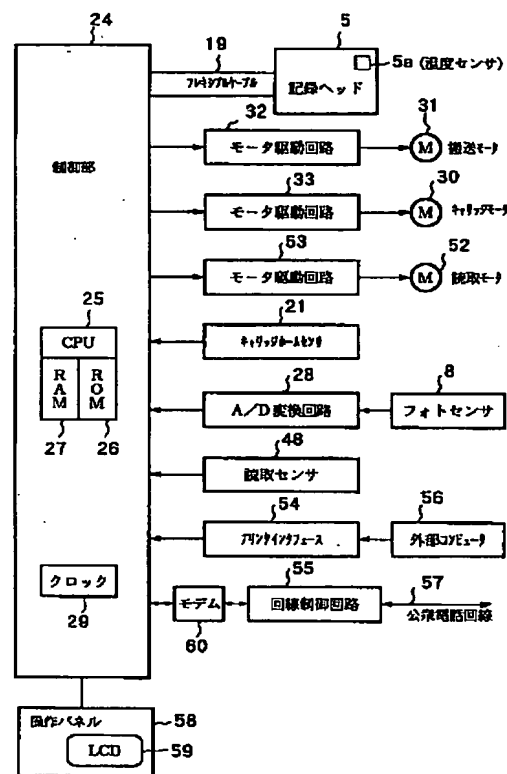 24
19
5
5a (温度センサ)
フレキシブルケーブル
記録ヘッド
32
31
モータ駆動回路
M
搬送モータ
制御部
33
30
モータ駆動回路
M
キャリッジモータ
53
52
モータ駆動回路
M
読取モータ
25
21
CPU
キャリッジホームセンサ
RAM
ROM
28
8
A/D変換回路
フォトセンサ
27
26
48
読取センサ
54
56
プリンタインタフェース
外部コンピュータ
55
57
クロック
モデム
回線制御回路
公衆電話回線
29
60
操作パネル
58
LCD
59